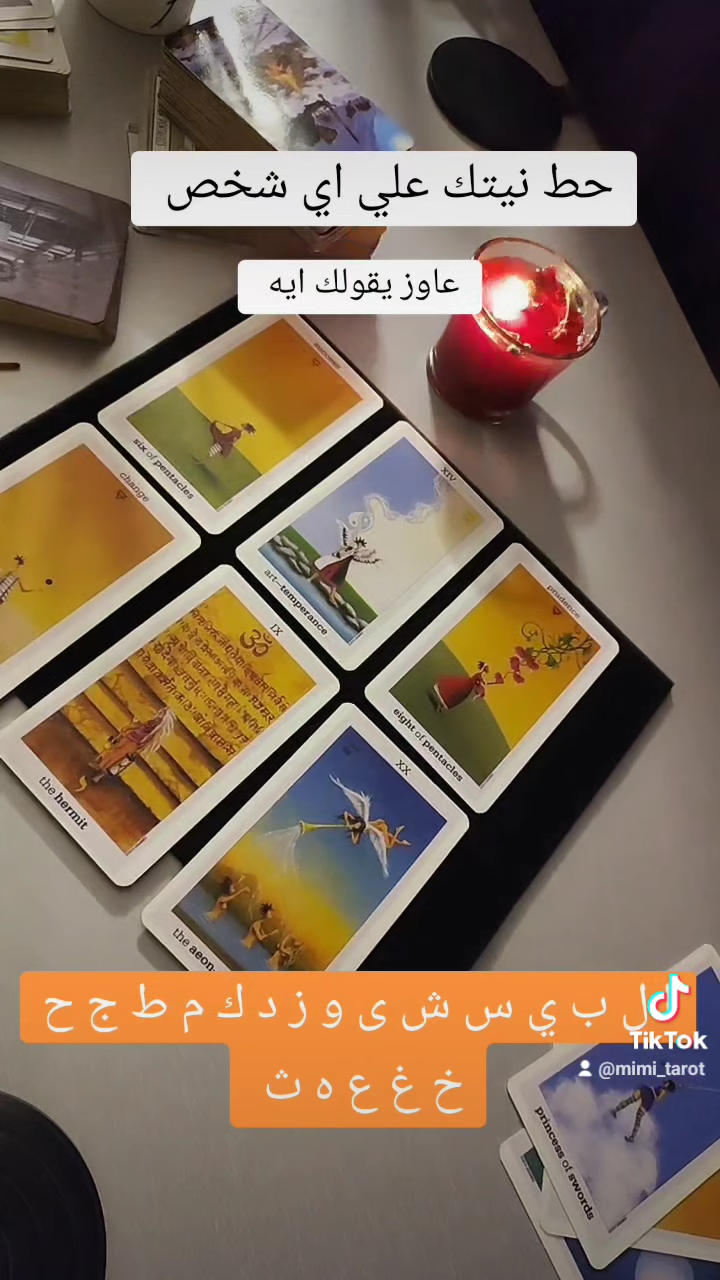 حط نيتك علي اي شخص
عاوز يقولك ايه
six of pentacles
change
XIV
art–temperance
prudence
eight of pentacles
IX
ॐ
the hermit
XX
the aeon
ل ب ي س ش ى و ز د ك م ط ج ح
خ غ ع ه ث
TikTok
@mimi_tarot
princess of swords